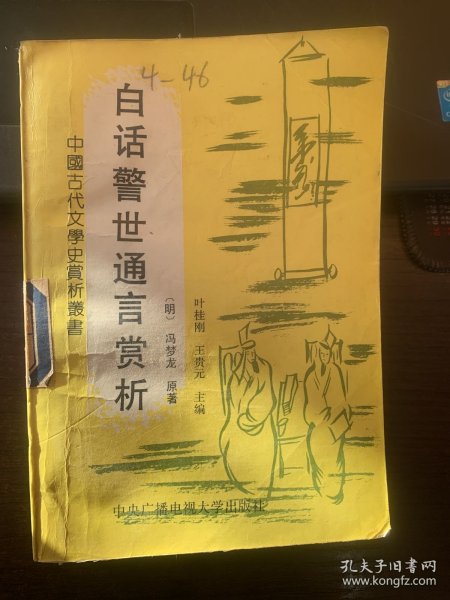 4-46
白话警世通言赏析
中國古代文學史賞析叢書
〔明〕 冯梦龙 原著
叶桂刚 王贵元 主编
中央广播电视大学出版社
孔夫子旧书网
www.kongfz.com